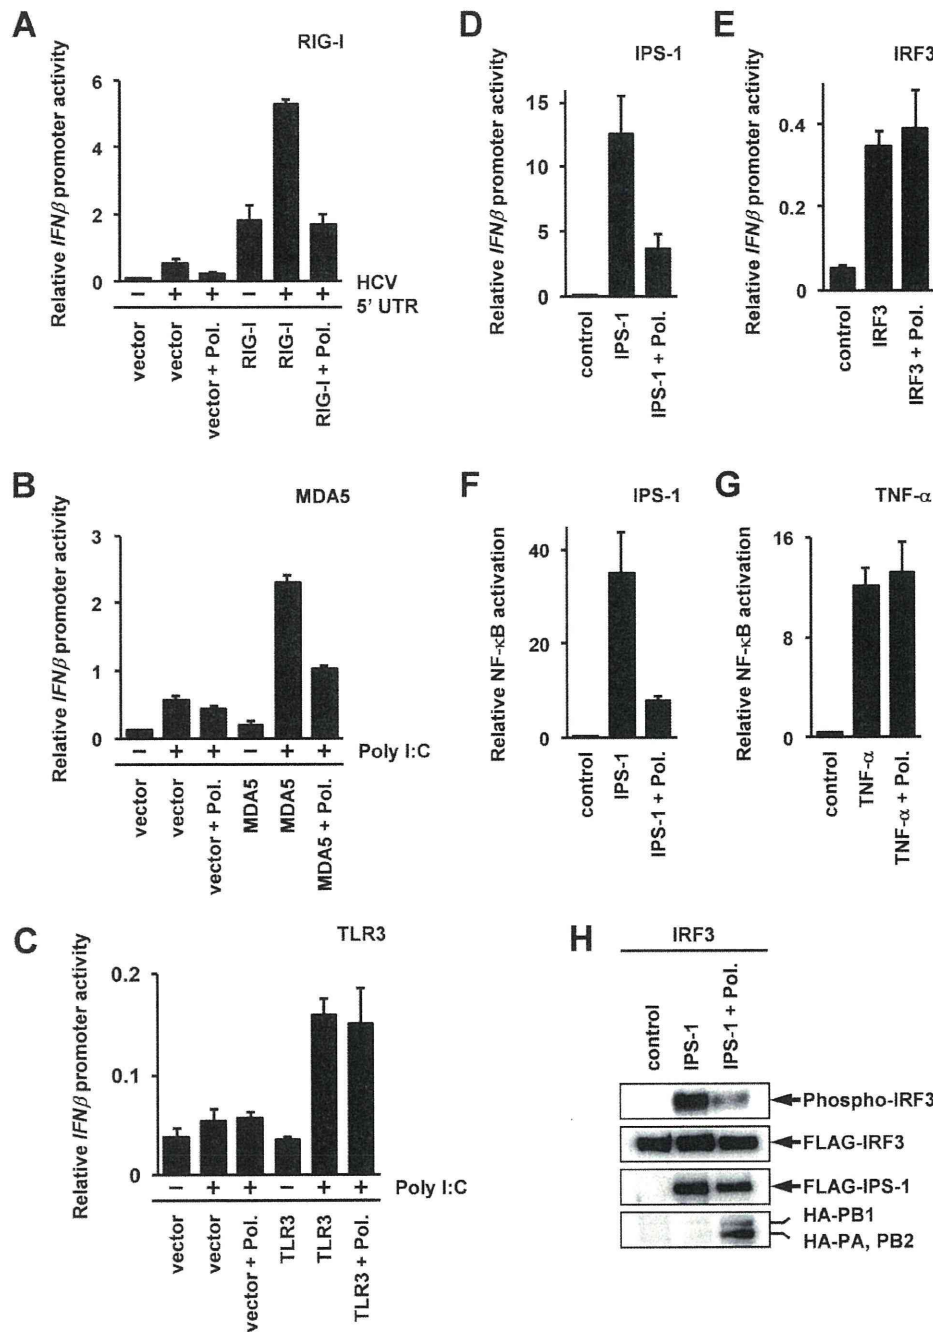 A
RIG-I
Relative IFNβ promoter activity
6
4
2
0
− + + − + +
HCV
5' UTR
vector
vector
vector + Pol.
RIG-I
RIG-I
RIG-I + Pol.
B
MDA5
Relative IFNβ promoter activity
3
2
1
0
− + + − + +
Poly I:C
vector
vector
vector + Pol.
MDA5
MDA5
MDA5 + Pol.
C
TLR3
Relative IFNβ promoter activity
0.2
0.1
0
− + + − + +
Poly I:C
vector
vector
vector + Pol.
TLR3
TLR3
TLR3 + Pol.
D
IPS-1
Relative IFNβ promoter activity
15
10
5
0
control
IPS-1
IPS-1 + Pol.
E
IRF3
Relative IFNβ promoter activity
0.4
0.2
0
control
IRF3
IRF3 + Pol.
F
IPS-1
Relative NF-κB activation
40
20
0
control
IPS-1
IPS-1 + Pol.
G
TNF-α
Relative NF-κB activation
16
8
0
control
TNF-α
TNF-α + Pol.
H
IRF3
control
IPS-1
IPS-1 + Pol.
Phospho-IRF3
FLAG-IRF3
FLAG-IPS-1
HA-PB1
HA-PA, PB2